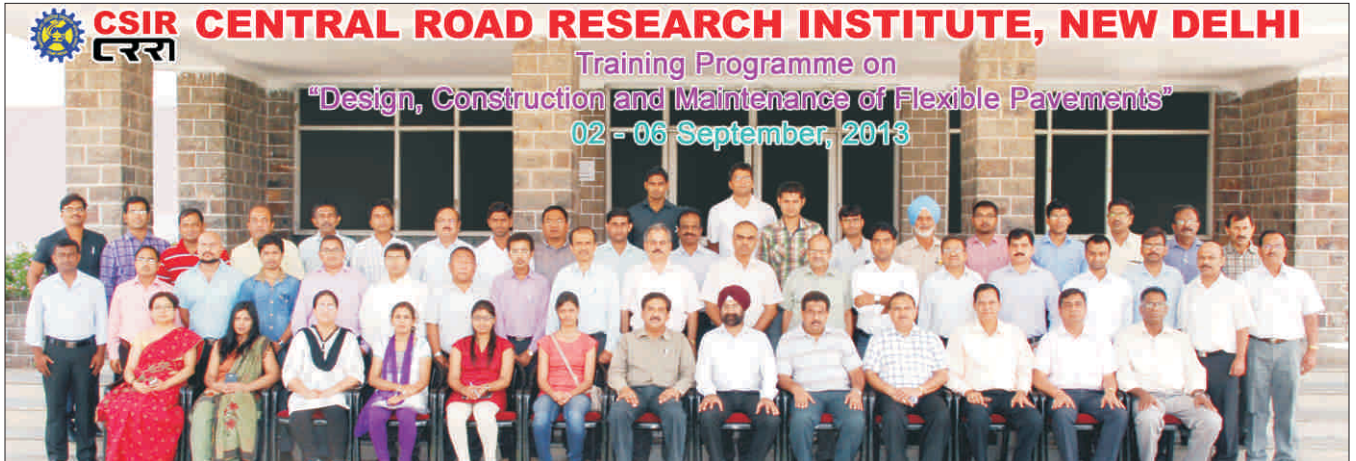 CSIR CENTRAL ROAD RESEARCH INSTITUTE, NEW DELHI
CRRI
Training Programme on
“Design, Construction and Maintenance of Flexible Pavements”
02 - 06 September, 2013